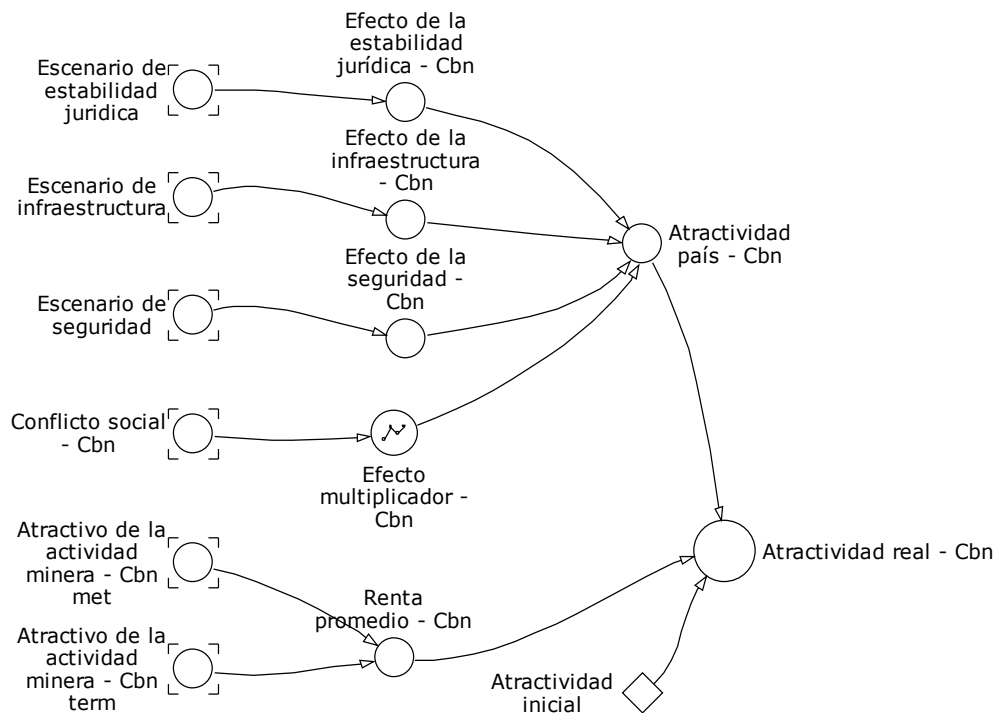 Escenario de
estabilidad
juridica
Efecto de la
estabilidad
jurídica - Cbn
Escenario de
infraestructura
Efecto de la
infraestructura
- Cbn
Atractividad
país - Cbn
Escenario de
seguridad
Efecto de la
seguridad -
Cbn
Conflicto social
- Cbn
Efecto
multiplicador -
Cbn
Atractivo de la
actividad
minera - Cbn
met
Atractividad real - Cbn
Renta
promedio - Cbn
Atractivo de la
actividad
minera - Cbn
term
Atractividad
inicial